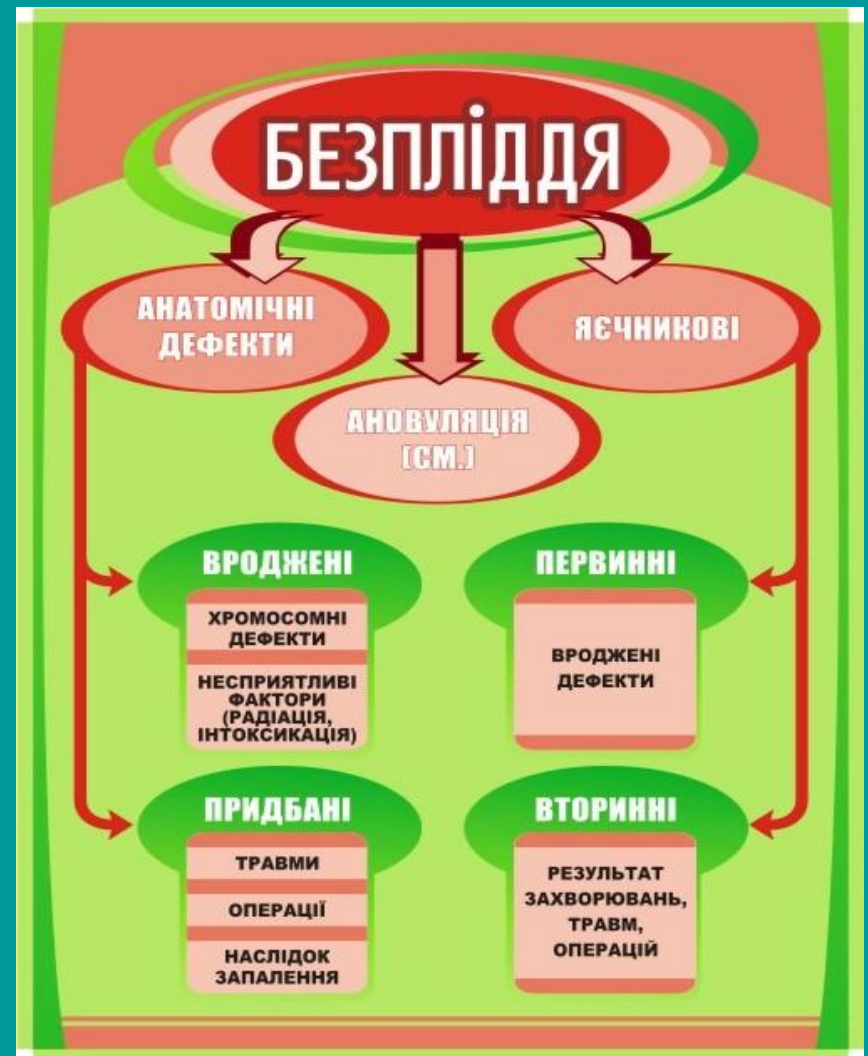 БЕЗПЛІДДЯ
АНАТОМІЧНІ
ДЕФЕКТИ
ЯЄЧНИКОВІ
АНОВУЛЯЦІЯ
(СМ.)
ВРОДЖЕНІ
ХРОМОСОМНІ
ДЕФЕКТИ
НЕСПРИЯТЛИВІ
ФАКТОРИ
(РАДІАЦІЯ,
ІНТОКСИКАЦІЯ)
ПЕРВИННІ
ВРОДЖЕНІ
ДЕФЕКТИ
ПРИДБАНІ
ТРАВМИ
ОПЕРАЦІЇ
НАСЛІДОК
ЗАПАЛЕННЯ
ВТОРИННІ
РЕЗУЛЬТАТ
ЗАХВОРЮВАНЬ,
ТРАВМ,
ОПЕРАЦІЙ